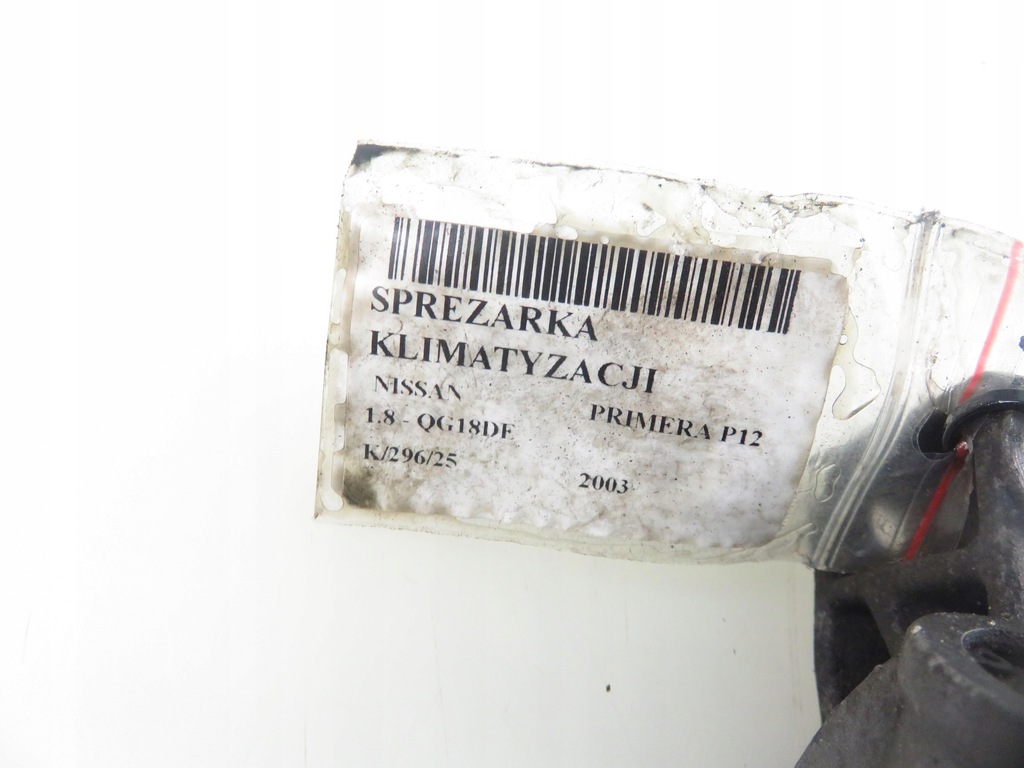 SPREZARKA
KLIMATYZACJI
NISSAN PRIMERA P12
1.8 - QG18DE
K/296/25 2003